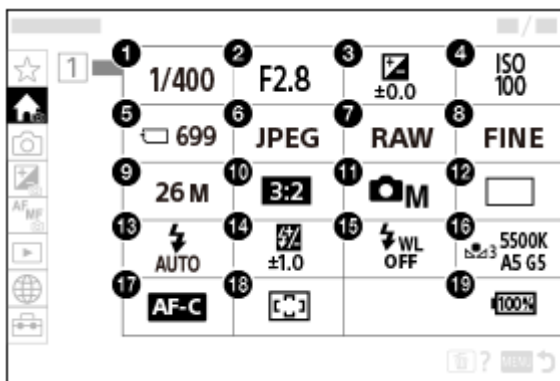 1
1 1/400 2 F2.8 3 ±0.0 4 ISO 100
5 699 6 JPEG 7 RAW 8 FINE
9 26M 10 3:2 11 M 12
13 AUTO 14 ±1.0 15 WL OFF 16 3 5500K A5 G5
AF MF
17 AF-C 18 19 100%
? MENU